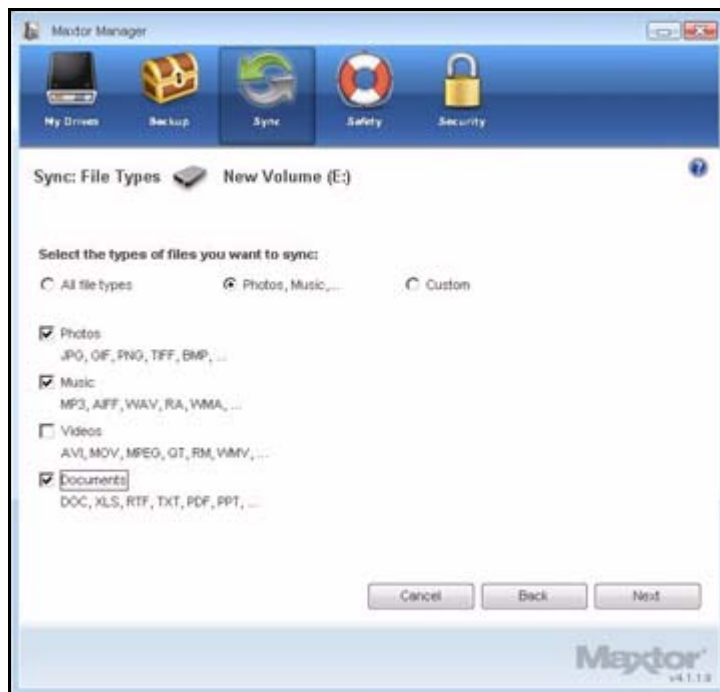 Maxtor Manager
My Drives Backup Sync Safety Security
Sync: File Types New Volume (E:)
Select the types of files you want to sync:
All file types Photos, Music,... Custom
Photos
JPG, GIF, PNG, TIFF, BMP, ...
Music
MP3, AIFF, WAV, RA, WMA, ...
Videos
AVI, MOV, MPEG, QT, RM, WMV, ...
Documents
DOC, XLS, RTF, TXT, PDF, PPT, ...
Cancel Back Next
Maxtor
v4.1.1.0